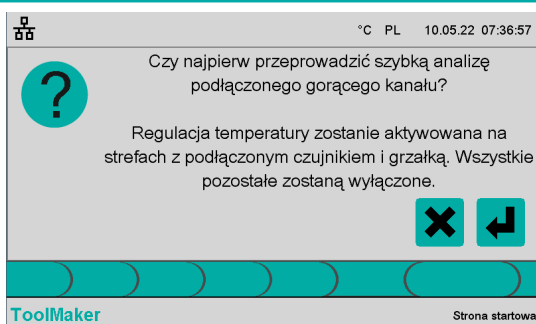 °C PL 10.05.22 07:36:57
Czy najpierw przeprowadzić szybką analizę
podłączonego gorącego kanału?
Regulacja temperatury zostanie aktywowana na
strefach z podłączonym czujnikiem i grzałką. Wszystkie
pozostałe zostaną wyłączone.
ToolMaker Strona startowa